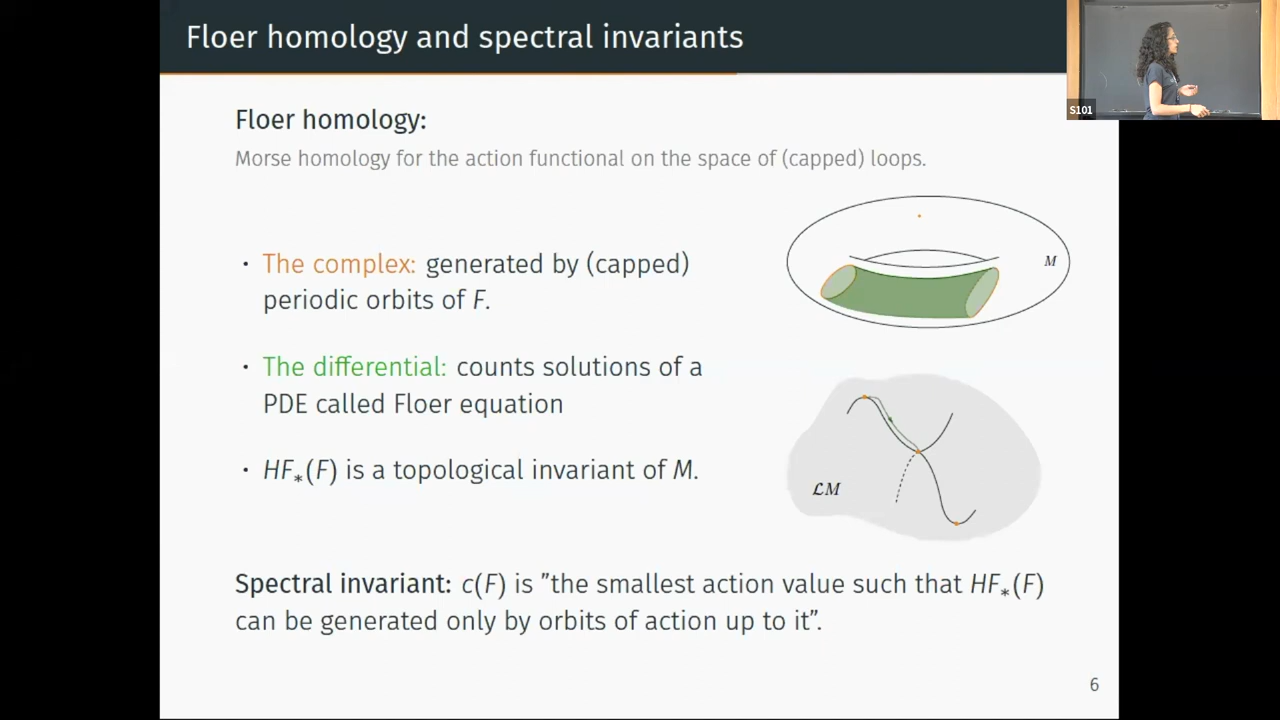 Floer homology and spectral invariants
S101
Floer homology:
Morse homology for the action functional on the space of (capped) loops.
· The complex: generated by (capped)
periodic orbits of F.
M
· The differential: counts solutions of a
PDE called Floer equation
· HF∗(F) is a topological invariant of M.
ℒM
Spectral invariant: c(F) is ”the smallest action value such that HF∗(F)
can be generated only by orbits of action up to it”.
6